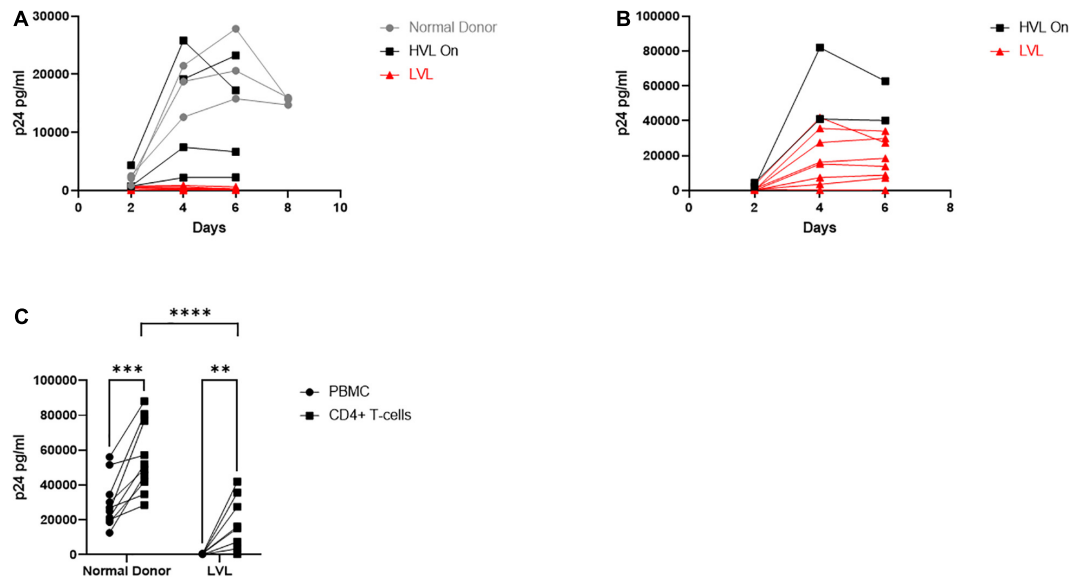 A
p24 pg/ml
30000
20000
10000
0
0 2 4 6 8 10
Days
Normal Donor
HVL On
LVL
B
p24 pg/ml
100000
80000
60000
40000
20000
0
0 2 4 6 8
Days
HVL On
LVL
C
****
*** **
p24 pg/ml
100000
80000
60000
40000
20000
0
Normal Donor LVL
PBMC
CD4+ T-cells